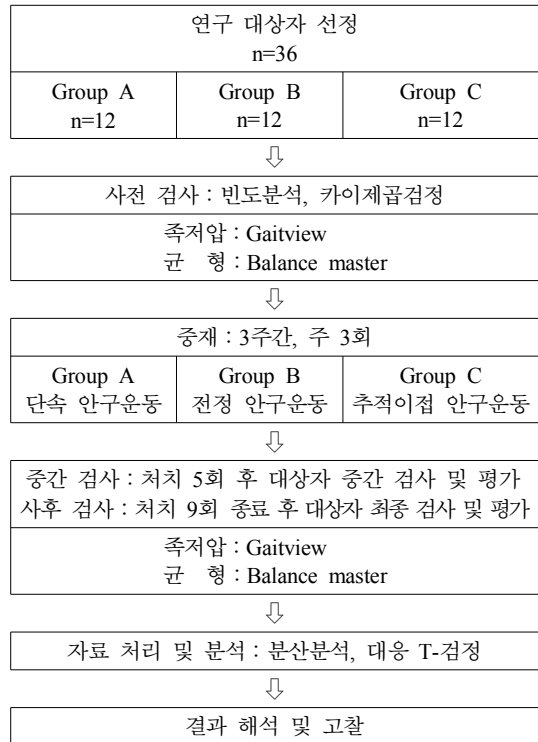 연구 대상자 선정
n=36
Group A
n=12
Group B
n=12
Group C
n=12
⇩
사전 검사 : 빈도분석, 카이제곱검정
족저압 : Gaitview
균 형 : Balance master
⇩
중재 : 3주간, 주 3회
Group A
단속 안구운동
Group B
전정 안구운동
Group C
추적이접 안구운동
⇩
중간 검사 : 처치 5회 후 대상자 중간 검사 및 평가
사후 검사 : 처치 9회 종료 후 대상자 최종 검사 및 평가
족저압 : Gaitview
균 형 : Balance master
⇩
자료 처리 및 분석 : 분산분석, 대응 T-검정
⇩
결과 해석 및 고찰